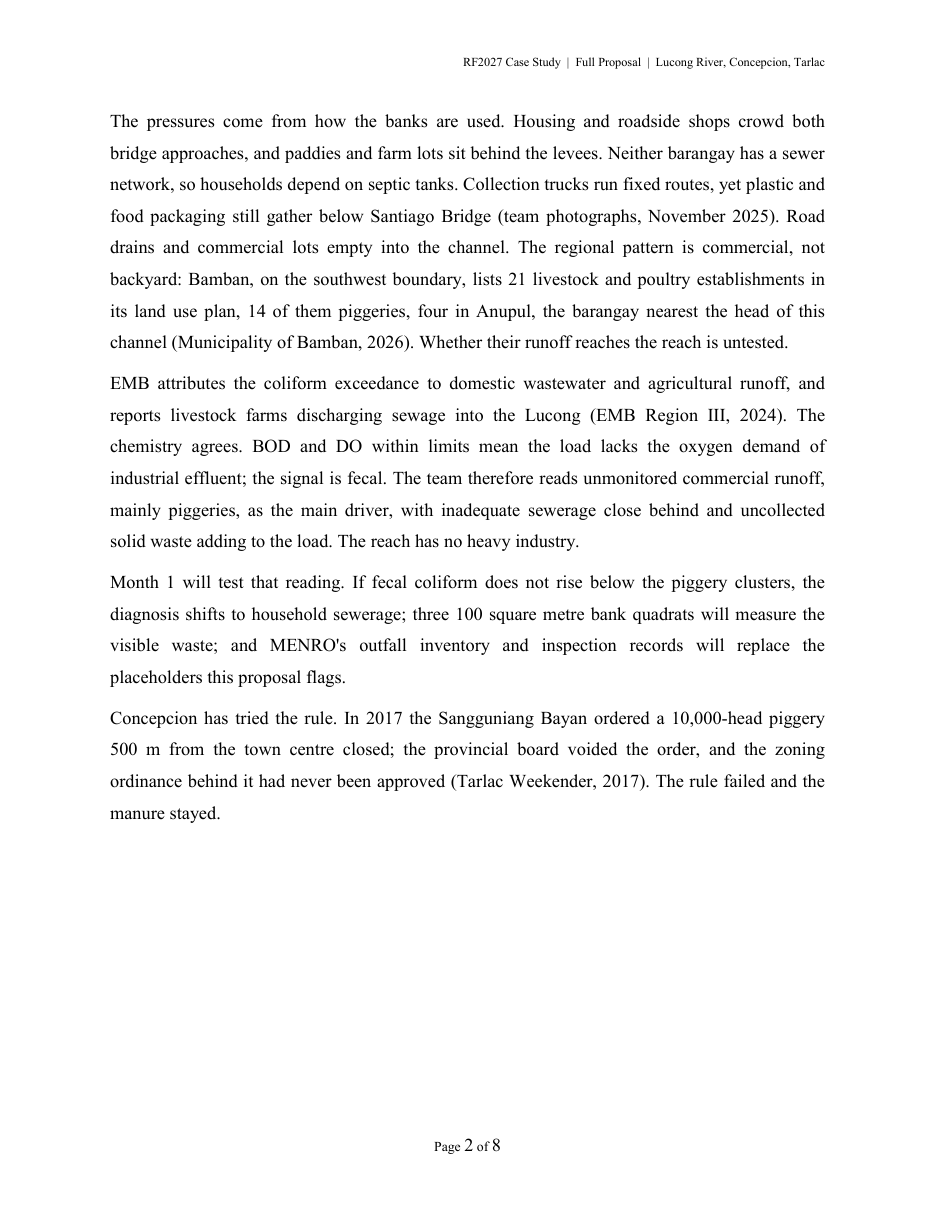 RF2027 Case Study | Full Proposal | Lucong River, Concepcion, Tarlac
The pressures come from how the banks are used. Housing and roadside shops crowd both
bridge approaches, and paddies and farm lots sit behind the levees. Neither barangay has a sewer
network, so households depend on septic tanks. Collection trucks run fixed routes, yet plastic and
food packaging still gather below Santiago Bridge (team photographs, November 2025). Road
drains and commercial lots empty into the channel. The regional pattern is commercial, not
backyard: Bamban, on the southwest boundary, lists 21 livestock and poultry establishments in
its land use plan, 14 of them piggeries, four in Anupul, the barangay nearest the head of this
channel (Municipality of Bamban, 2026). Whether their runoff reaches the reach is untested.
EMB attributes the coliform exceedance to domestic wastewater and agricultural runoff, and
reports livestock farms discharging sewage into the Lucong (EMB Region III, 2024). The
chemistry agrees. BOD and DO within limits mean the load lacks the oxygen demand of
industrial effluent; the signal is fecal. The team therefore reads unmonitored commercial runoff,
mainly piggeries, as the main driver, with inadequate sewerage close behind and uncollected
solid waste adding to the load. The reach has no heavy industry.
Month 1 will test that reading. If fecal coliform does not rise below the piggery clusters, the
diagnosis shifts to household sewerage; three 100 square metre bank quadrats will measure the
visible waste; and MENRO's outfall inventory and inspection records will replace the
placeholders this proposal flags.
Concepcion has tried the rule. In 2017 the Sangguniang Bayan ordered a 10,000-head piggery
500 m from the town centre closed; the provincial board voided the order, and the zoning
ordinance behind it had never been approved (Tarlac Weekender, 2017). The rule failed and the
manure stayed.
Page 2 of 8